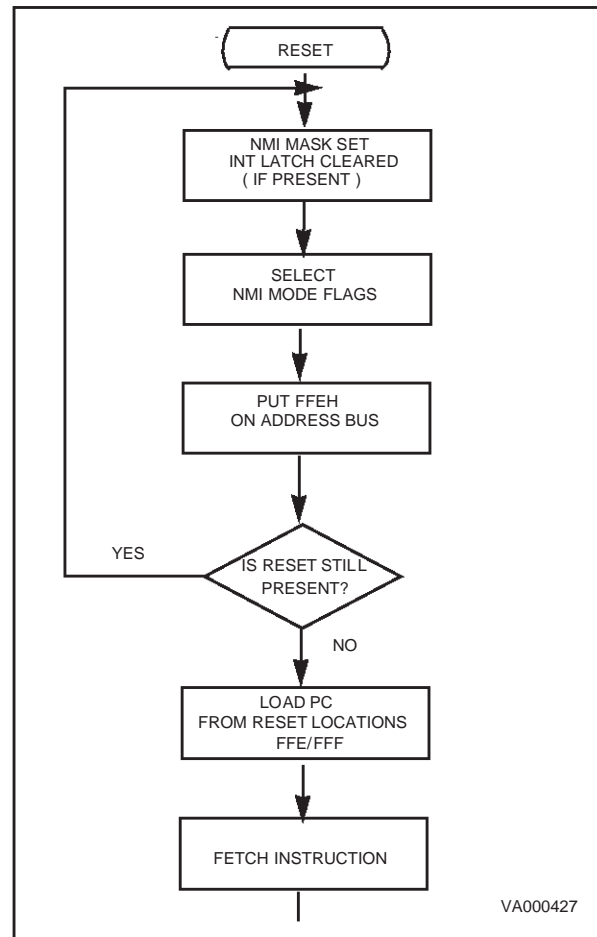 RESET
NMI MASK SET
INT LATCH CLEARED
( IF PRESENT )
SELECT
NMI MODE FLAGS
PUT FFEH
ON ADDRESS BUS
YES
IS RESET STILL
PRESENT?
NO
LOAD PC
FROM RESET LOCATIONS
FFE/FFF
FETCH INSTRUCTION
VA000427